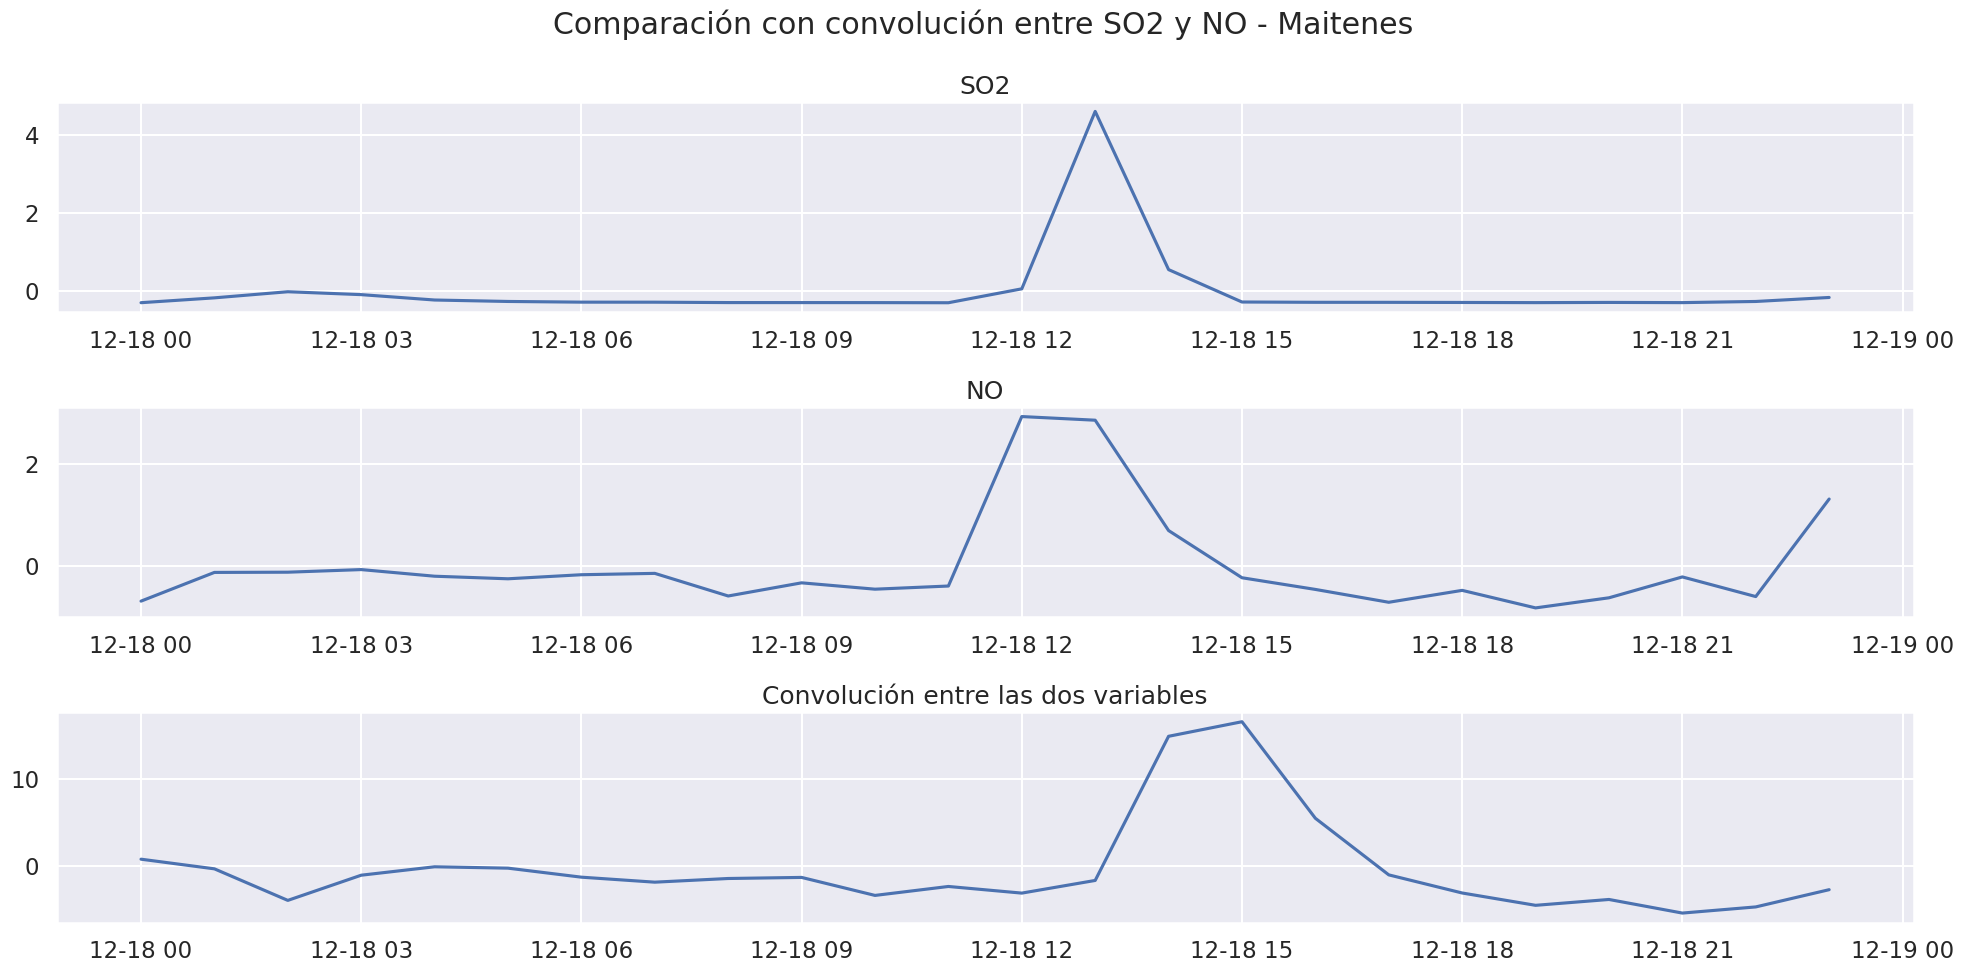 Comparación con convolución entre SO2 y NO - Maitenes
SO2
4
2
0
12-18 00 12-18 03 12-18 06 12-18 09 12-18 12 12-18 15 12-18 18 12-18 21 12-19 00
NO
2
0
12-18 00 12-18 03 12-18 06 12-18 09 12-18 12 12-18 15 12-18 18 12-18 21 12-19 00
Convolución entre las dos variables
10
0
12-18 00 12-18 03 12-18 06 12-18 09 12-18 12 12-18 15 12-18 18 12-18 21 12-19 00